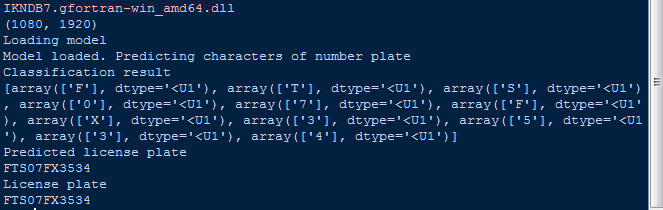 IKNDB7.gfortran-win_amd64.dll
(1080, 1920)
Loading model
Model loaded. Predicting characters of number plate
Classification result
[array(['F'], dtype='<U1'), array(['T'], dtype='<U1'), array(['S'], dtype='<U1')
, array(['0'], dtype='<U1'), array(['7'], dtype='<U1'), array(['F'], dtype='<U1'
), array(['X'], dtype='<U1'), array(['3'], dtype='<U1'), array(['5'], dtype='<U1
'), array(['3'], dtype='<U1'), array(['4'], dtype='<U1')]
Predicted license plate
FTS07FX3534
License plate
FTS07FX3534